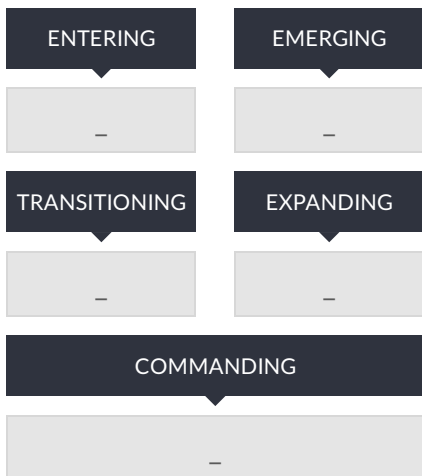 ENTERING EMERGING
– –
TRANSITIONING EXPANDING
– –
COMMANDING
–